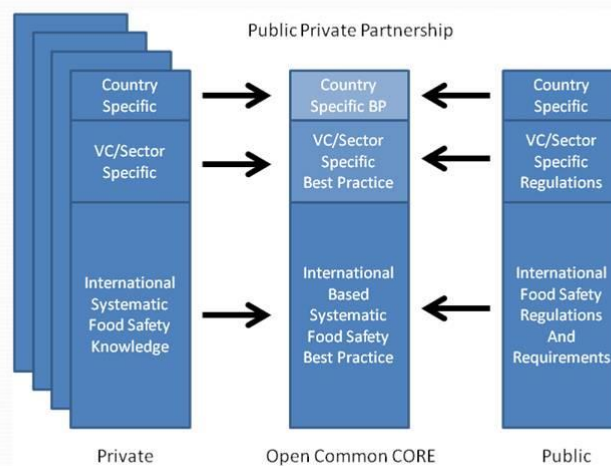 Public Private Partnership
Country
Specific
VC/Sector
Specific
International
Systematic
Food Safety
Knowledge
Private
Country
Specific BP
VC/Sector
Specific
Best Practice
International
Based
Systematic
Food Safety
Best Practice
Open Common CORE
Country
Specific
VC/Sector
Specific
Regulations
International
Food Safety
Regulations
And
Requirements
Public